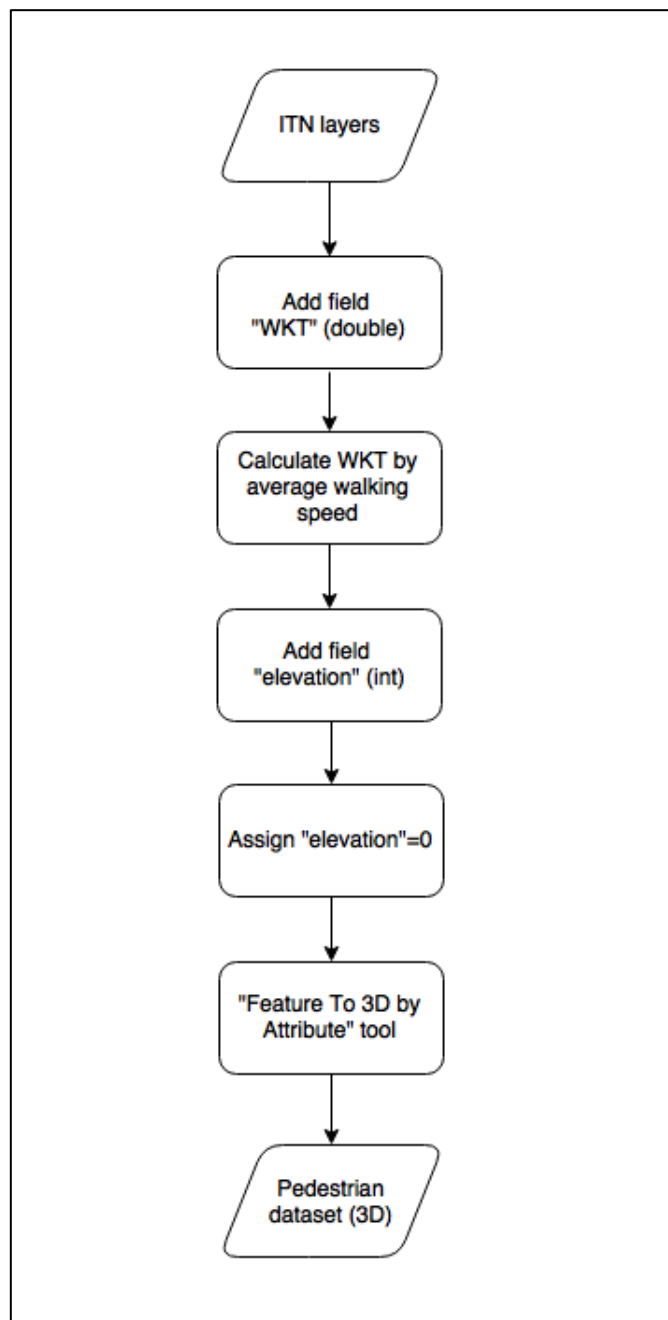 ITN layers
Add field
"WKT" (double)
Calculate WKT by
average walking
speed
Add field
"elevation" (int)
Assign "elevation"=0
"Feature To 3D by
Attribute" tool
Pedestrian
dataset (3D)